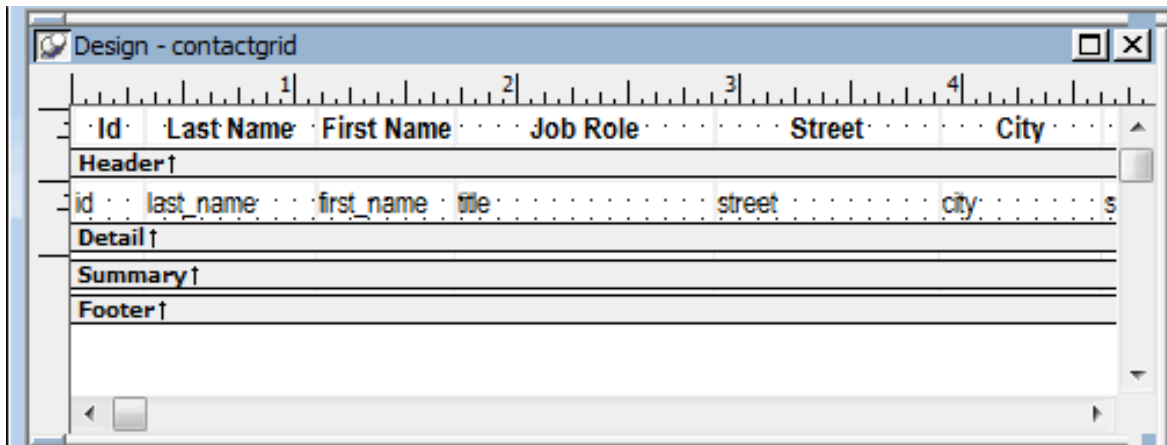 Design - contactgrid
1 2 3 4
Id Last Name First Name Job Role Street City
Header↑
id last_name first_name title street city s
Detail↑
Summary↑
Footer↑